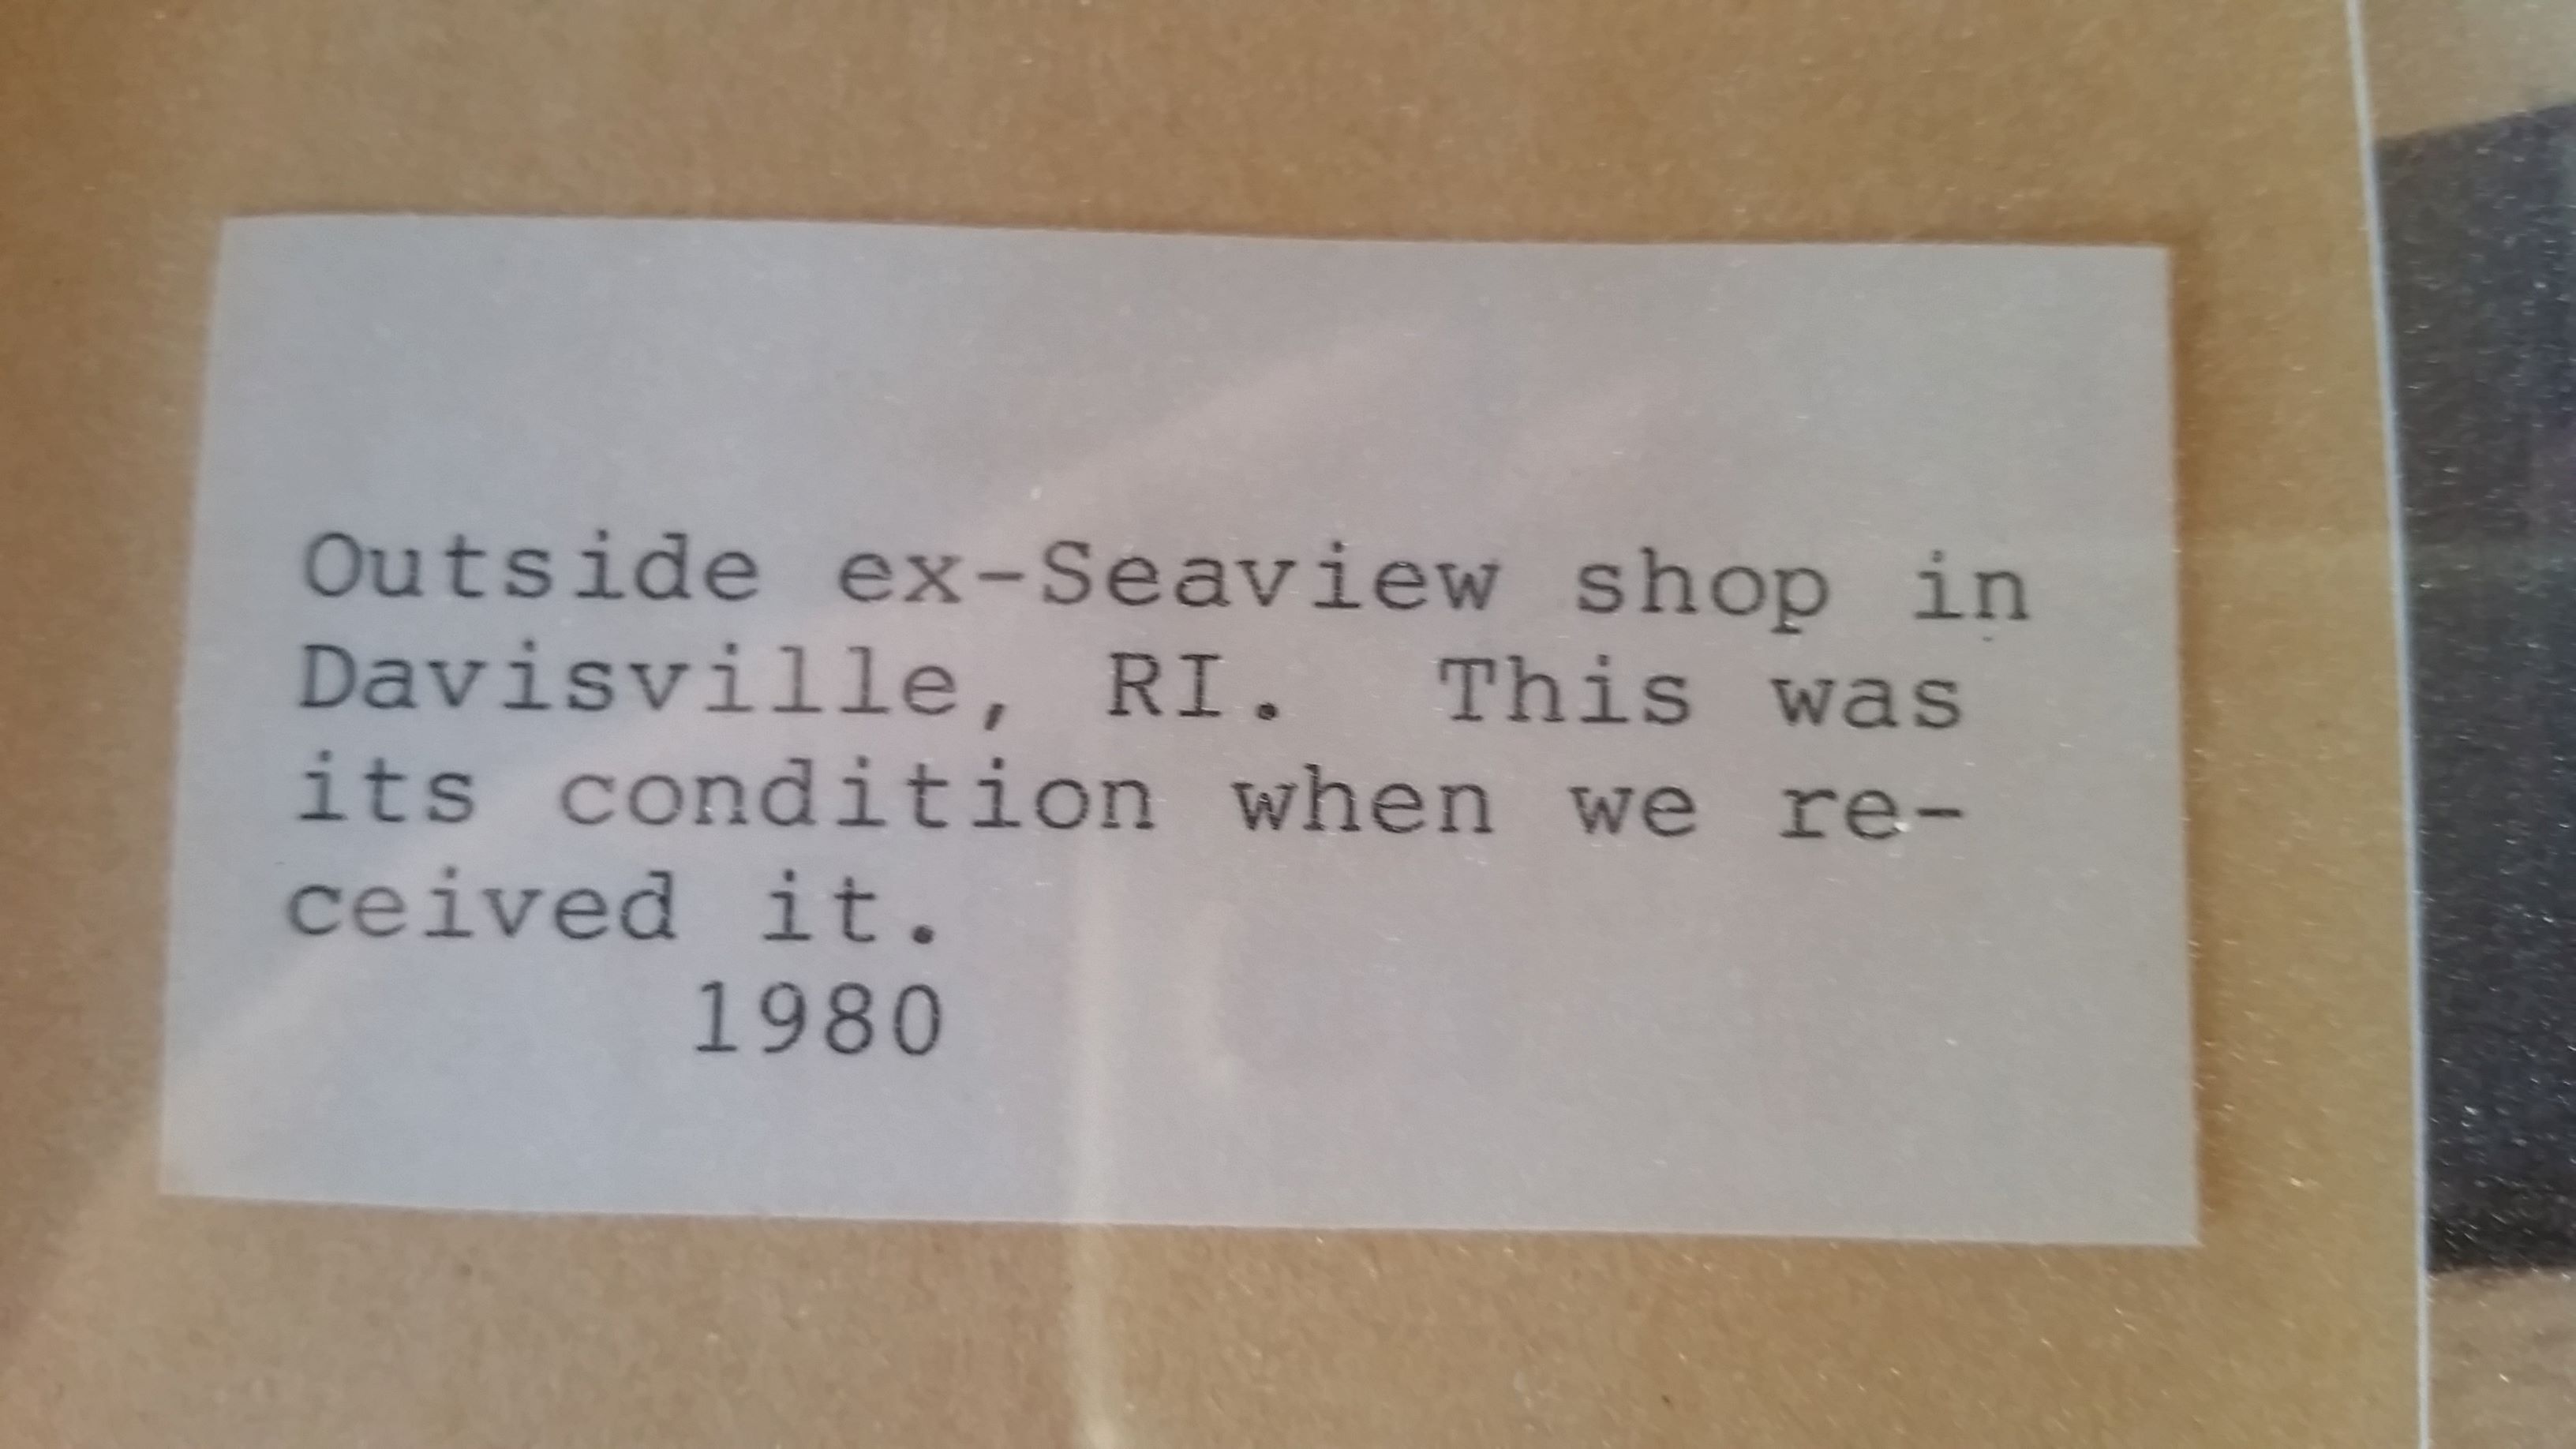 Outside ex-Seaview shop in
Davisville, RI.  This was
its condition when we re-
ceived it.
1980